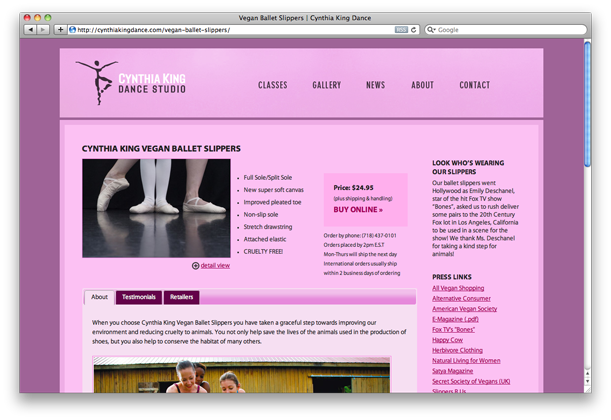 Vegan Ballet Slippers | Cynthia King Dance
http://cynthiakingdance.com/vegan-ballet-slippers/
Google
CYNTHIA KING
DANCE STUDIO
CLASSES
GALLERY
NEWS
ABOUT
CONTACT
CYNTHIA KING VEGAN BALLET SLIPPERS
Full Sole/Split Sole
New super soft canvas
Improved pleated toe
Non-slip sole
Stretch drawstring
Attached elastic
CRUELTY FREE!
detail view
Price: $24.95
(plus shipping & handling)
BUY ONLINE »
Order by phone: (718) 437-0101
Orders placed by 2pm EST
Mon-Thurs will ship the next day
International orders usually ship
within 2 business days of ordering
LOOK WHO'S WEARING
OUR SLIPPERS
Our ballet slippers went
Hollywood as Emily Deschanel,
star of the hit Fox TV show
"Bones", asked us to rush deliver
some pairs to the 20th Century
Fox lot in Los Angeles, California
to be used in a scene for the
show! We thank Ms. Deschanel
for taking a kind step for
animals!
PRESS LINKS
All Vegan Shopping
Alternative Consumer
American Vegan Society
E-Magazine (.pdf)
Fox TV's "Bones"
Happy Cow
Herbivore Clothing
Natural Living for Women
Satya Magazine
Secret Society of Vegans (UK)
Slippers R Us
About
Testimonials
Retailers
When you choose Cynthia King Vegan Ballet Slippers you have taken a graceful step towards improving our
environment and reducing cruelty to animals. You not only help save the lives of the animals used in the production of
shoes, but you also help to conserve the habitat of many others.